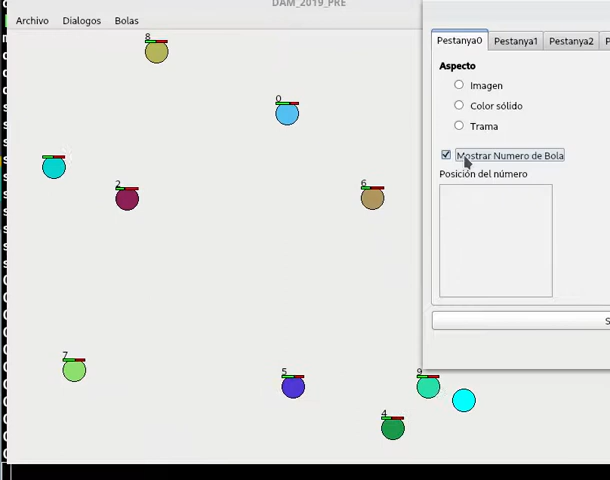 DAM_2019_PRE
Archivo Dialogos Bolas
Pestanya0 Pestanya1 Pestanya2 P
Aspecto
Imagen
Color sólido
Trama
Mostrar Numero de Bola
Posición del número
S
8
0
2
6
7
5
9
4